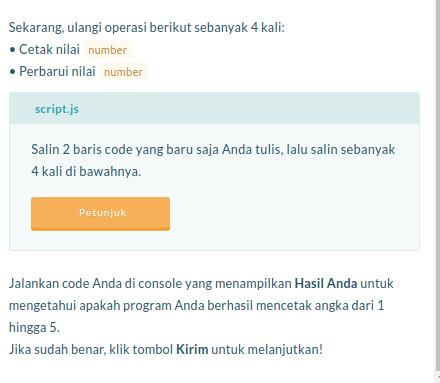 Sekarang, ulangi operasi berikut sebanyak 4 kali:
• Cetak nilai number
• Perbarui nilai number
script.js
Salin 2 baris code yang baru saja Anda tulis, lalu salin sebanyak
4 kali di bawahnya.
Petunjuk
Jalankan code Anda di console yang menampilkan Hasil Anda untuk
mengetahui apakah program Anda berhasil mencetak angka dari 1
hingga 5.
Jika sudah benar, klik tombol Kirim untuk melanjutkan!